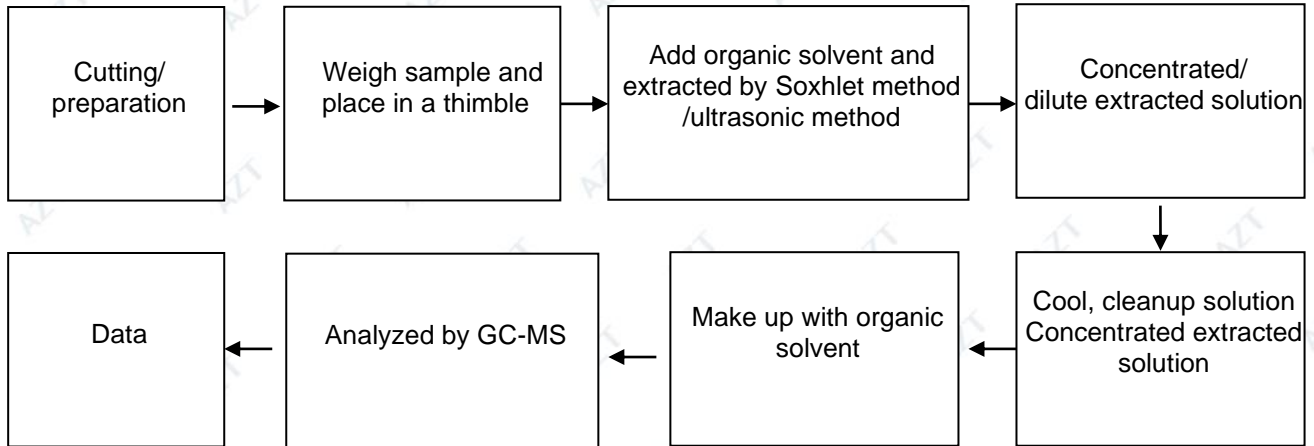 Cutting/
preparation
Weigh sample and
place in a thimble
Add organic solvent and
extracted by Soxhlet method
/ultrasonic method
Concentrated/
dilute extracted solution
Cool, cleanup solution
Concentrated extracted
solution
Make up with organic
solvent
Analyzed by GC-MS
Data